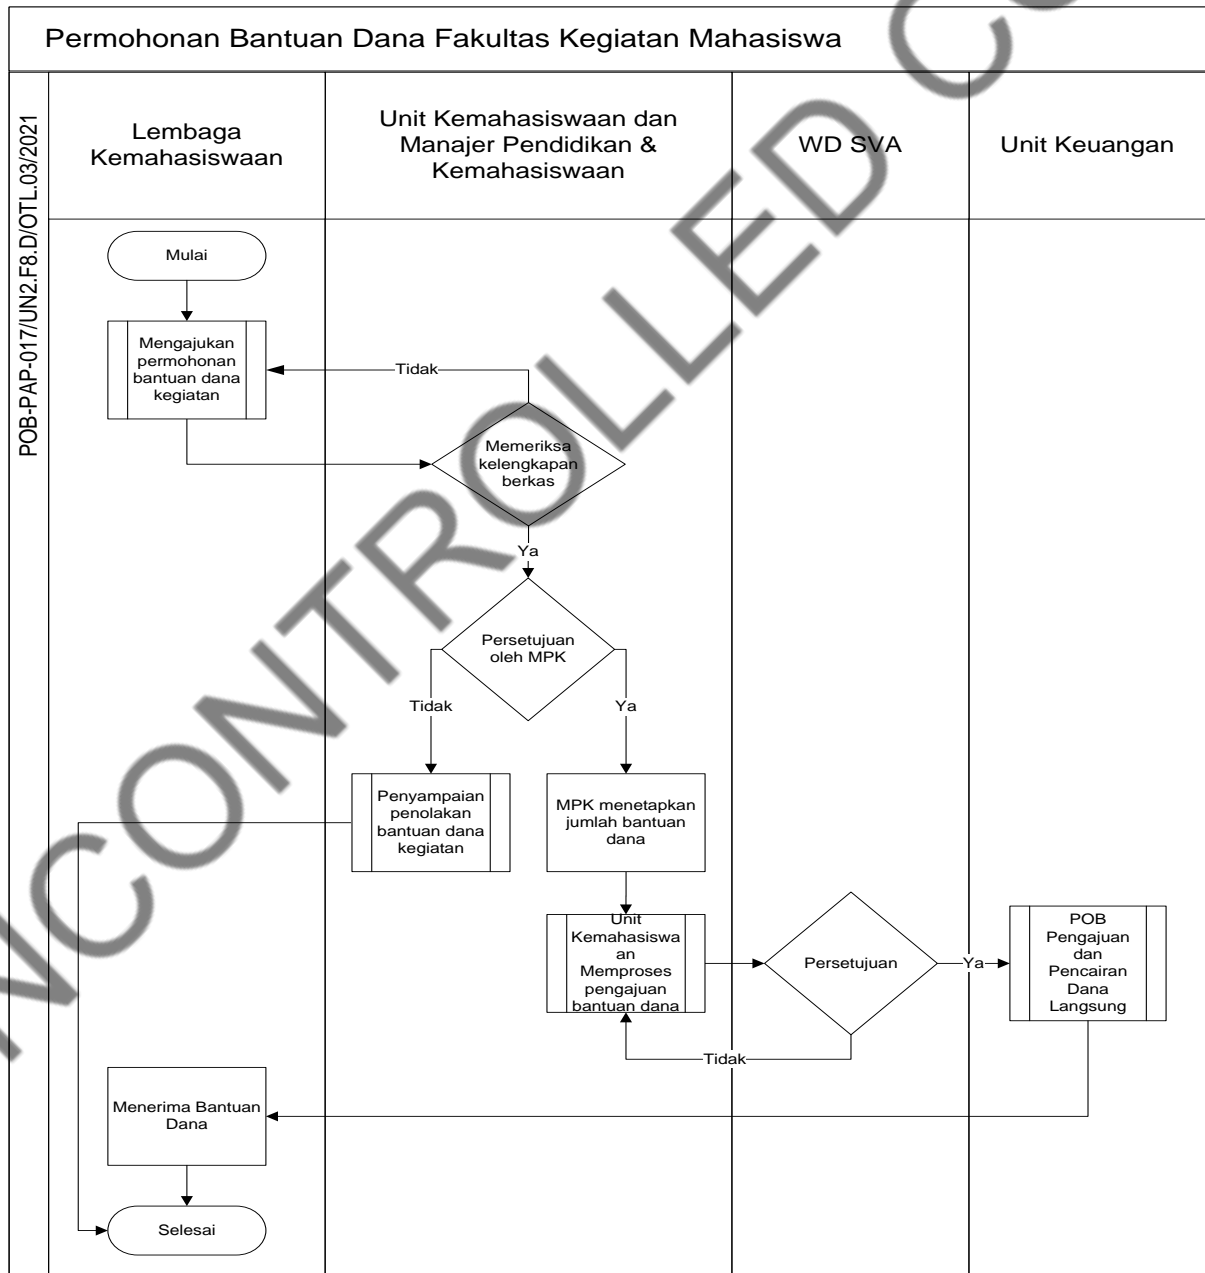 Permohonan Bantuan Dana Fakultas Kegiatan Mahasiswa
POB-PAP-017/UN2.F8.D/OTL.03/2021
Lembaga
Kemahasiswaan
Unit Kemahasiswaan dan
Manajer Pendidikan &
Kemahasiswaan
WD SVA
Unit Keuangan
Mulai
Mengajukan
permohonan
bantuan dana
kegiatan
Tidak
Memeriksa
kelengkapan
berkas
Ya
Persetujuan
oleh MPK
Tidak
Ya
Penyampaian
penolakan
bantuan dana
kegiatan
MPK menetapkan
jumlah bantuan
dana
Unit
Kemahasiswa
an
Memproses
pengajuan
bantuan dana
Persetujuan
Ya
POB
Pengajuan
dan
Pencairan
Dana
Langsung
Tidak
Menerima Bantuan
Dana
Selesai